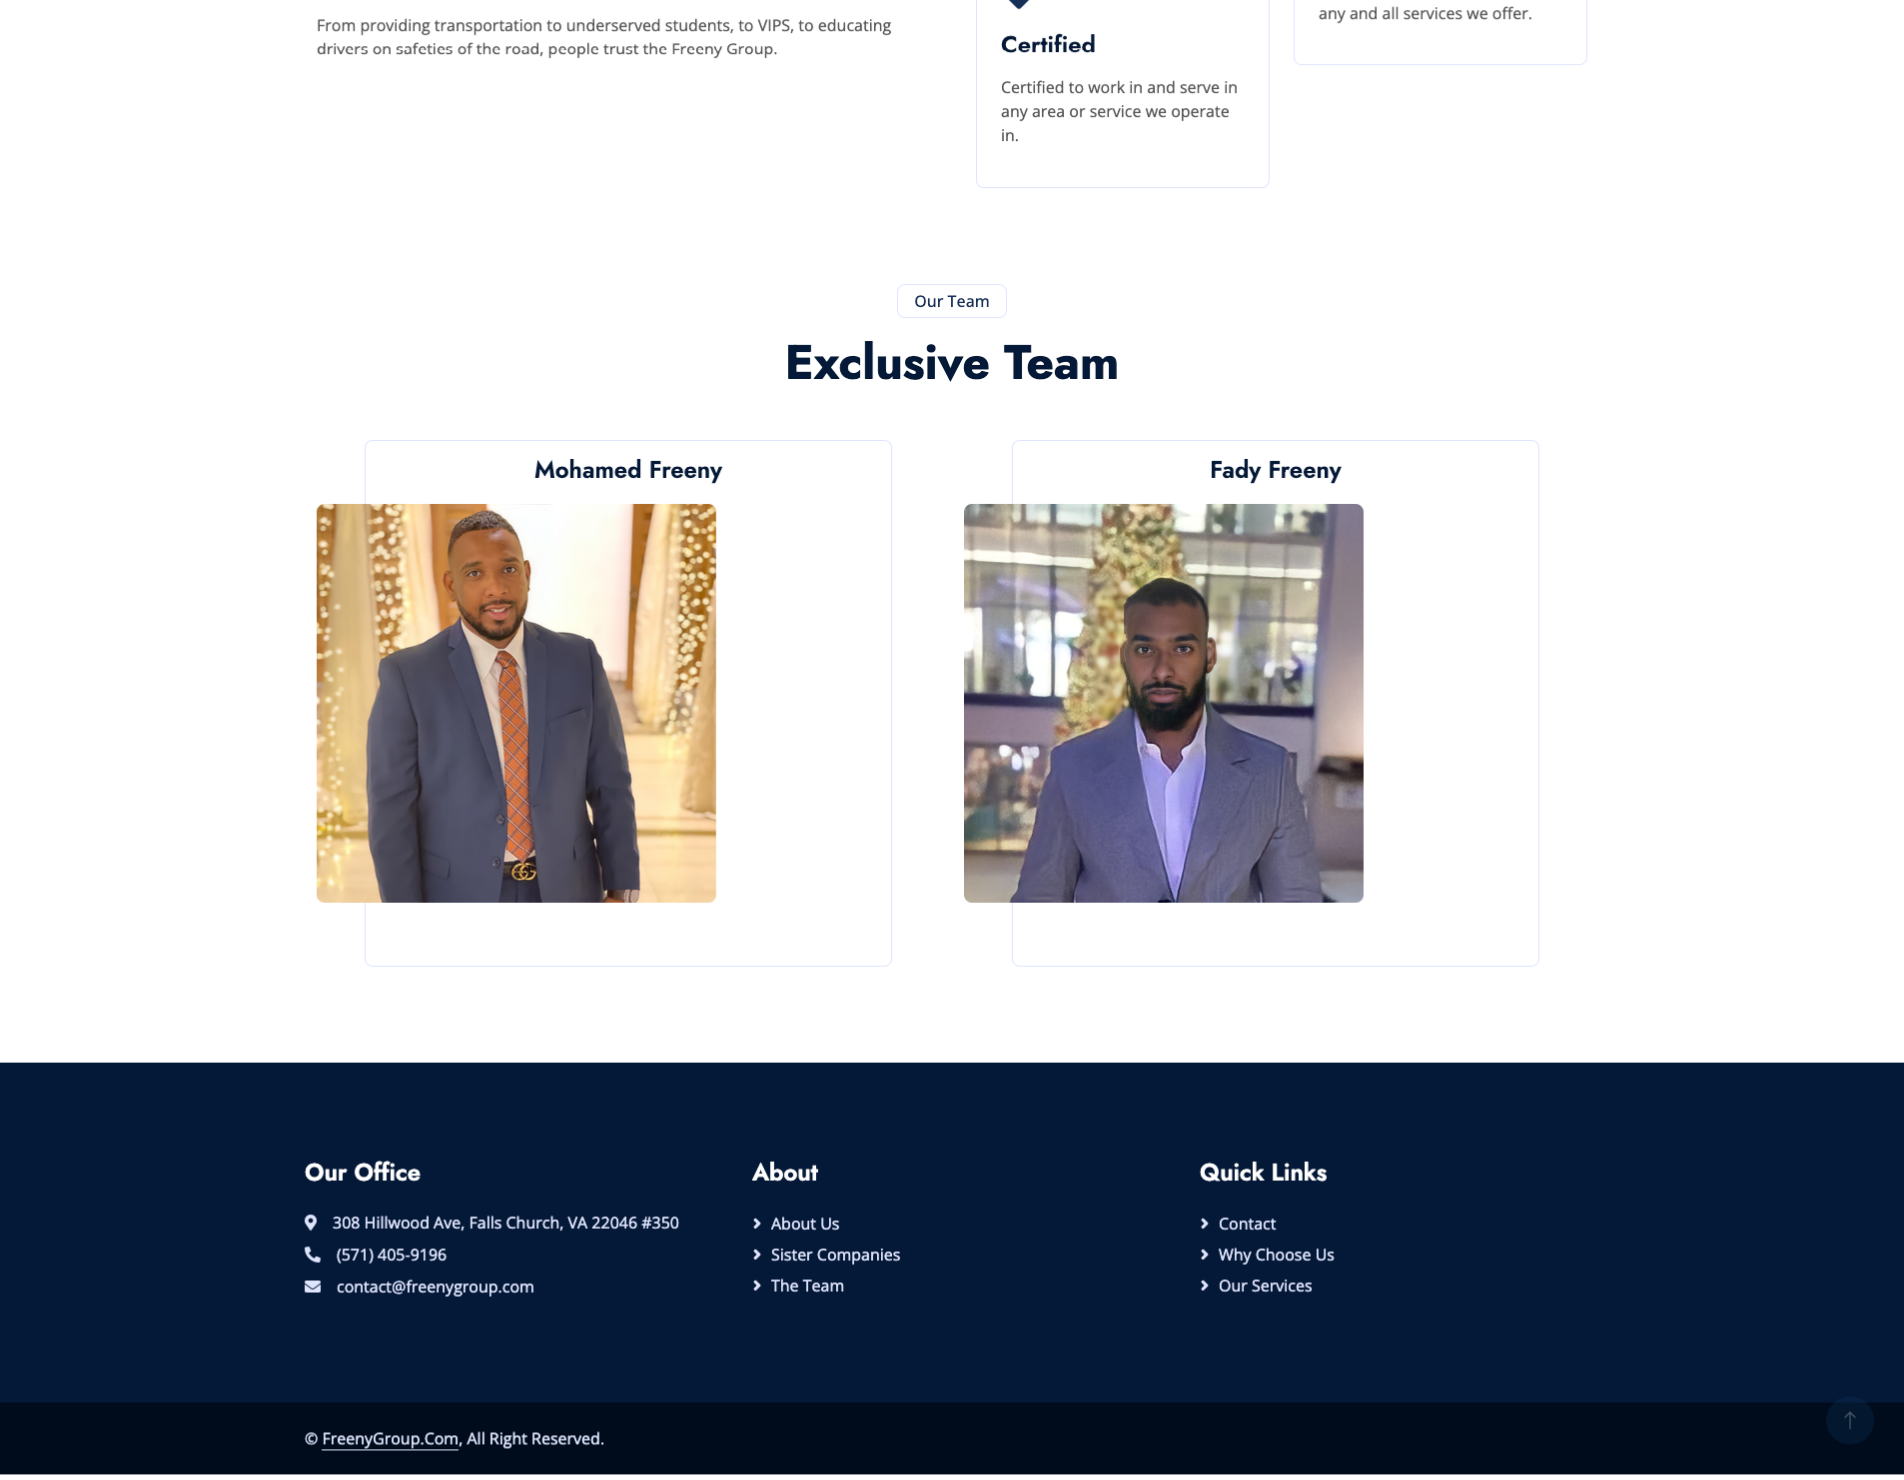 From providing transportation to underserved students, to VIPS, to educating
drivers on safeties of the road, people trust the Freeny Group.
Certified
Certified to work in and serve in
any area or service we operate
in.
any and all services we offer.
Our Team
Exclusive Team
Mohamed Freeny
Fady Freeny
Our Office
308 Hillwood Ave, Falls Church, VA 22046 #350
(571) 405-9196
contact@freenygroup.com
About
About Us
Sister Companies
The Team
Quick Links
Contact
Why Choose Us
Our Services
© FreenyGroup.Com, All Right Reserved.